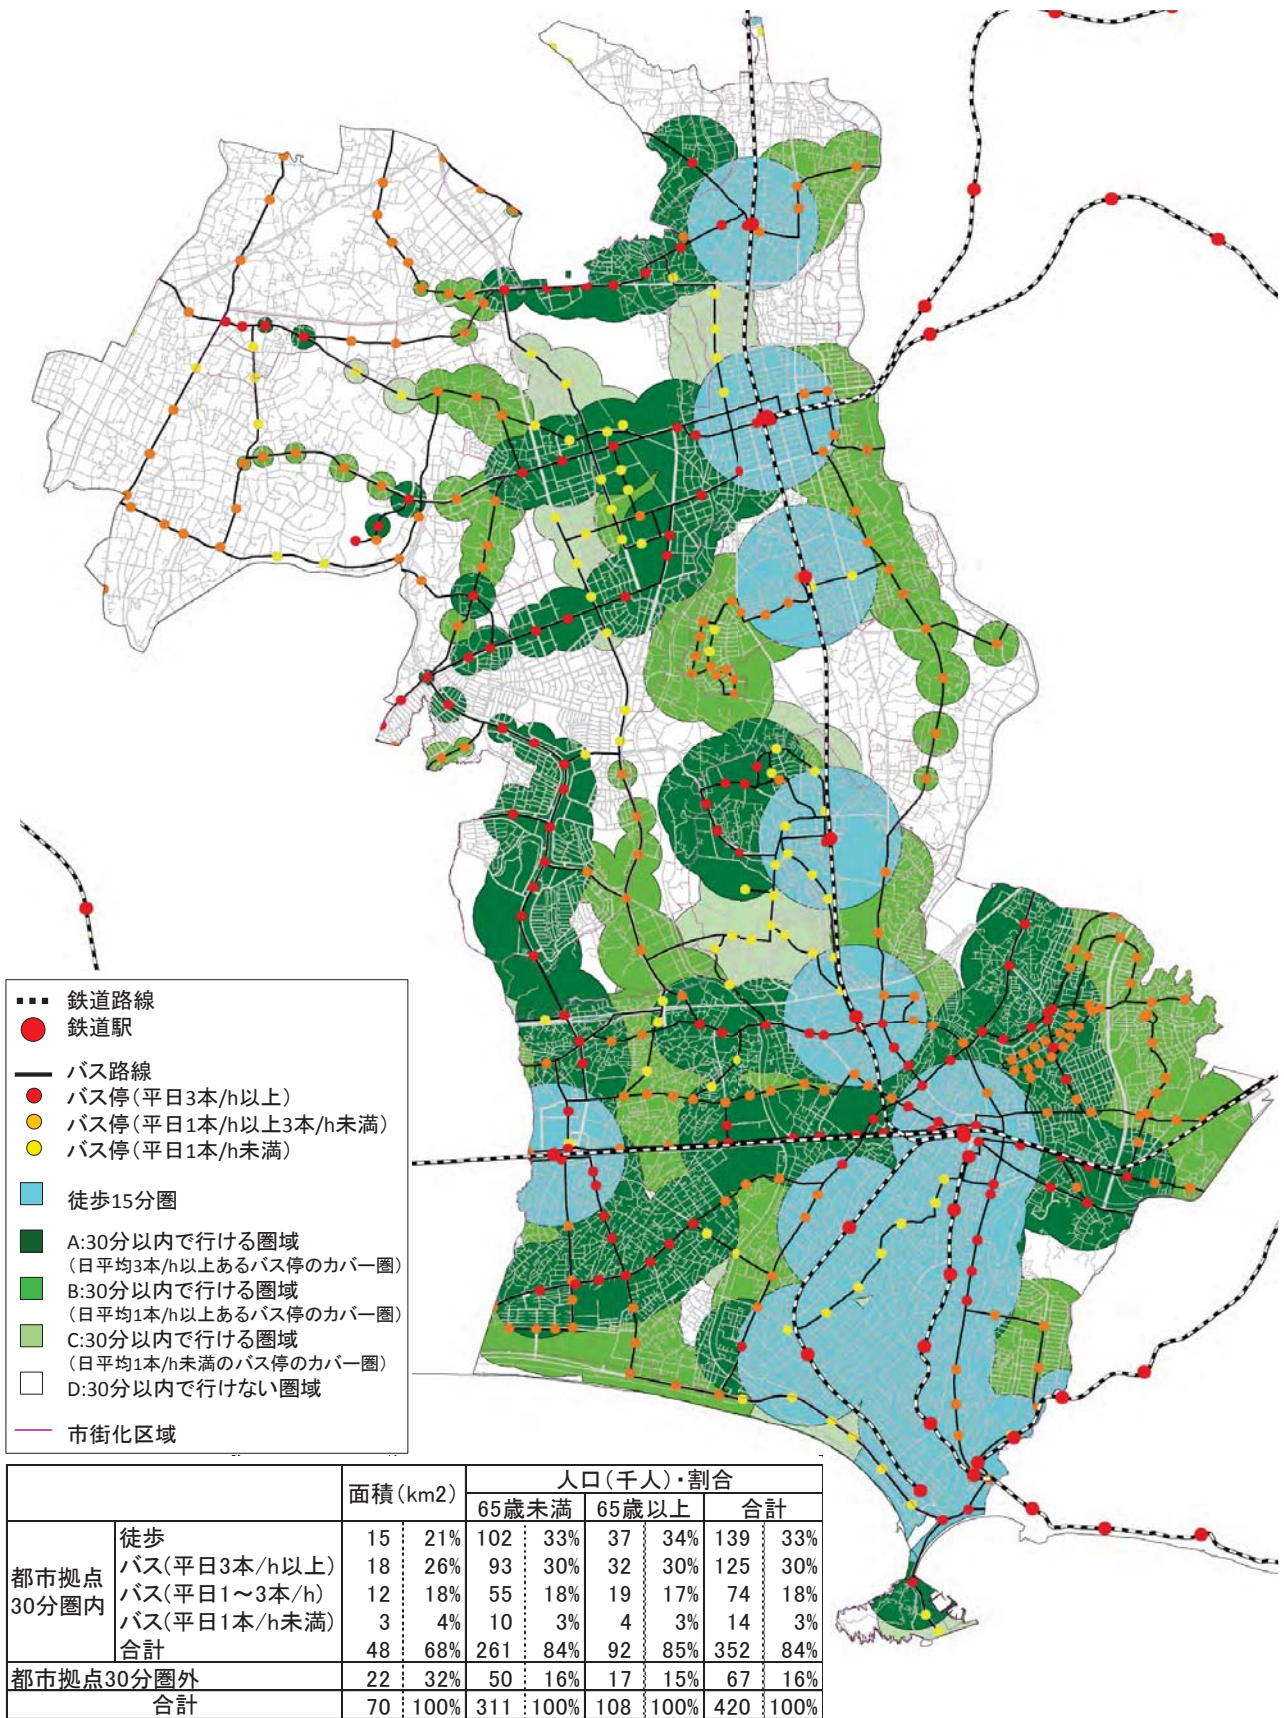 鉄道路線
鉄道駅
バス路線
バス停(平日3本/h以上)
バス停(平日1本/h以上3本/h未満)
バス停(平日1本/h未満)
徒歩15分圏
A:30分以内で行ける圏域
(日平均3本/h以上あるバス停のカバー圏)
B:30分以内で行ける圏域
(日平均1本/h以上あるバス停のカバー圏)
C:30分以内で行ける圏域
(日平均1本/h未満のバス停のカバー圏)
D:30分以内で行けない圏域
市街化区域
面積(km2) 人口(千人)・割合
65歳未満 65歳以上 合計
都市拠点30分圏内
徒歩 15 21% 102 33% 37 34% 139 33%
バス(平日3本/h以上) 18 26% 93 30% 32 30% 125 30%
バス(平日1～3本/h) 12 18% 55 18% 19 17% 74 18%
バス(平日1本/h未満) 3 4% 10 3% 4 3% 14 3%
合計 48 68% 261 84% 92 85% 352 84%
都市拠点30分圏外 22 32% 50 16% 17 15% 67 16%
合計 70 100% 311 100% 108 100% 420 100%